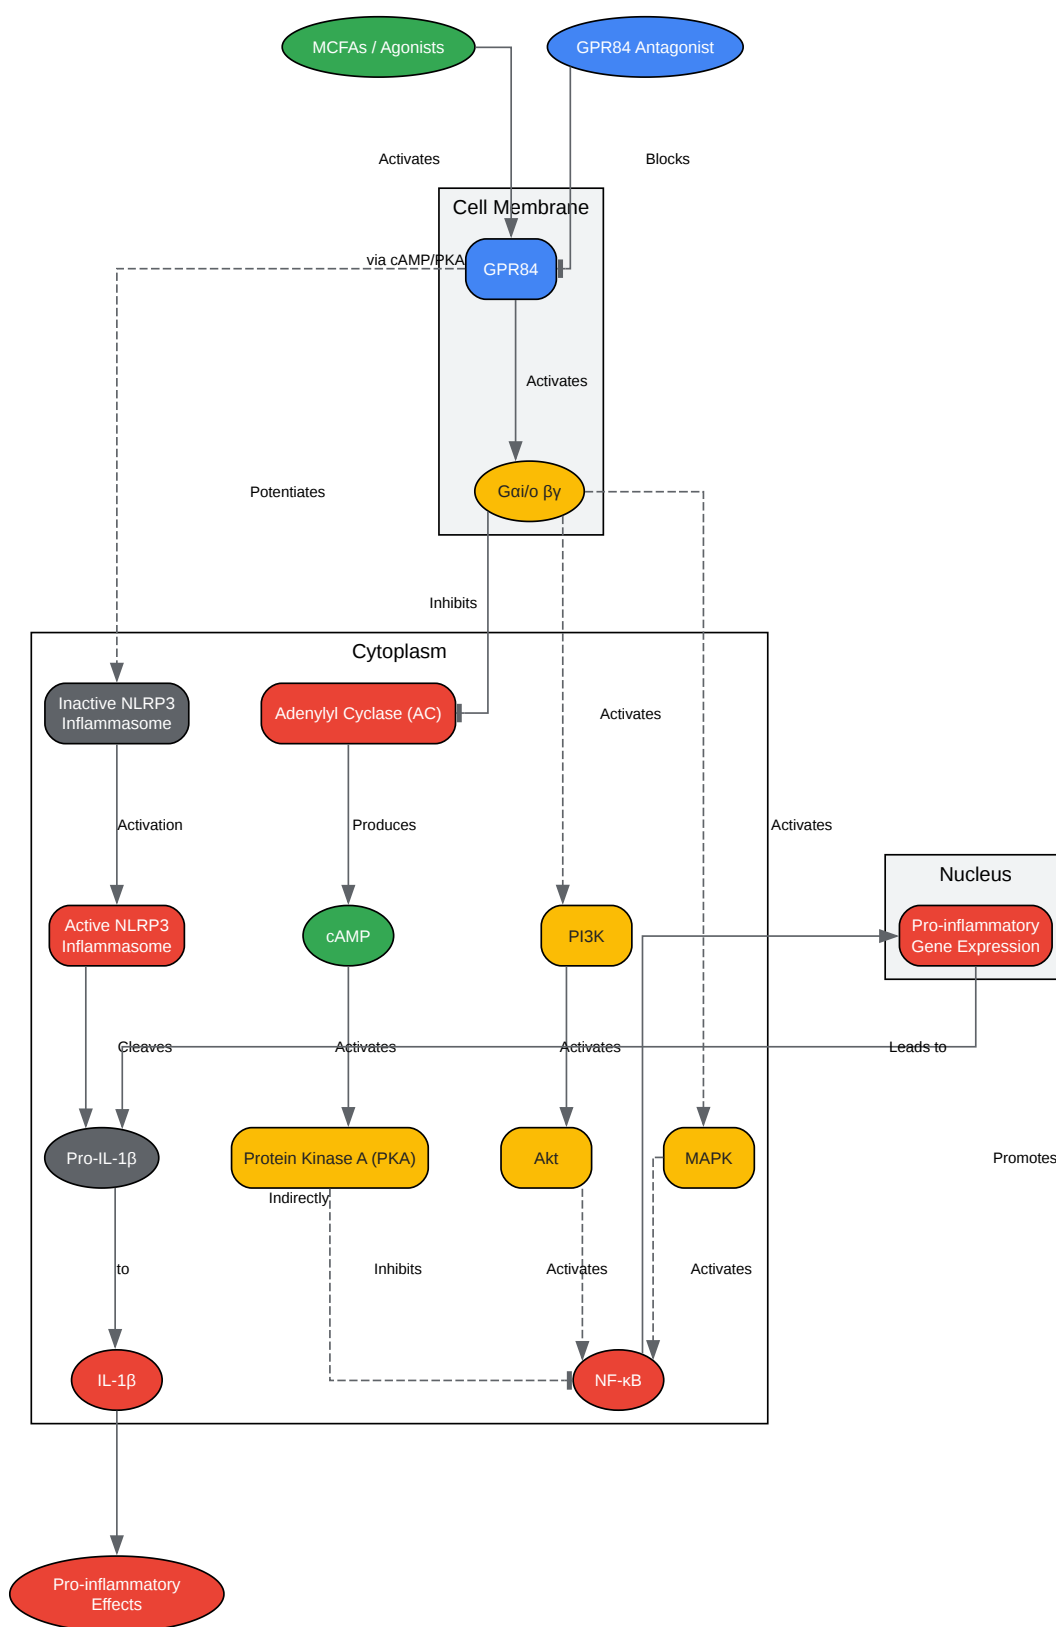 MCFAs / Agonists
GPR84 Antagonist
Activates
Blocks
Cell Membrane
via cAMP/PKA
GPR84
Activates
Gαi/o βγ
Potentiates
Inhibits
Cytoplasm
Inactive NLRP3
Inflammasome
Adenylyl Cyclase (AC)
Activates
Activation
Produces
Activates
Nucleus
Active NLRP3
Inflammasome
cAMP
PI3K
Pro-inflammatory
Gene Expression
Cleaves
Activates
Activates
Leads to
Pro-IL-1β
Protein Kinase A (PKA)
Akt
MAPK
Promotes
Indirectly
to
Inhibits
Activates
Activates
IL-1β
NF-κB
Pro-inflammatory
Effects